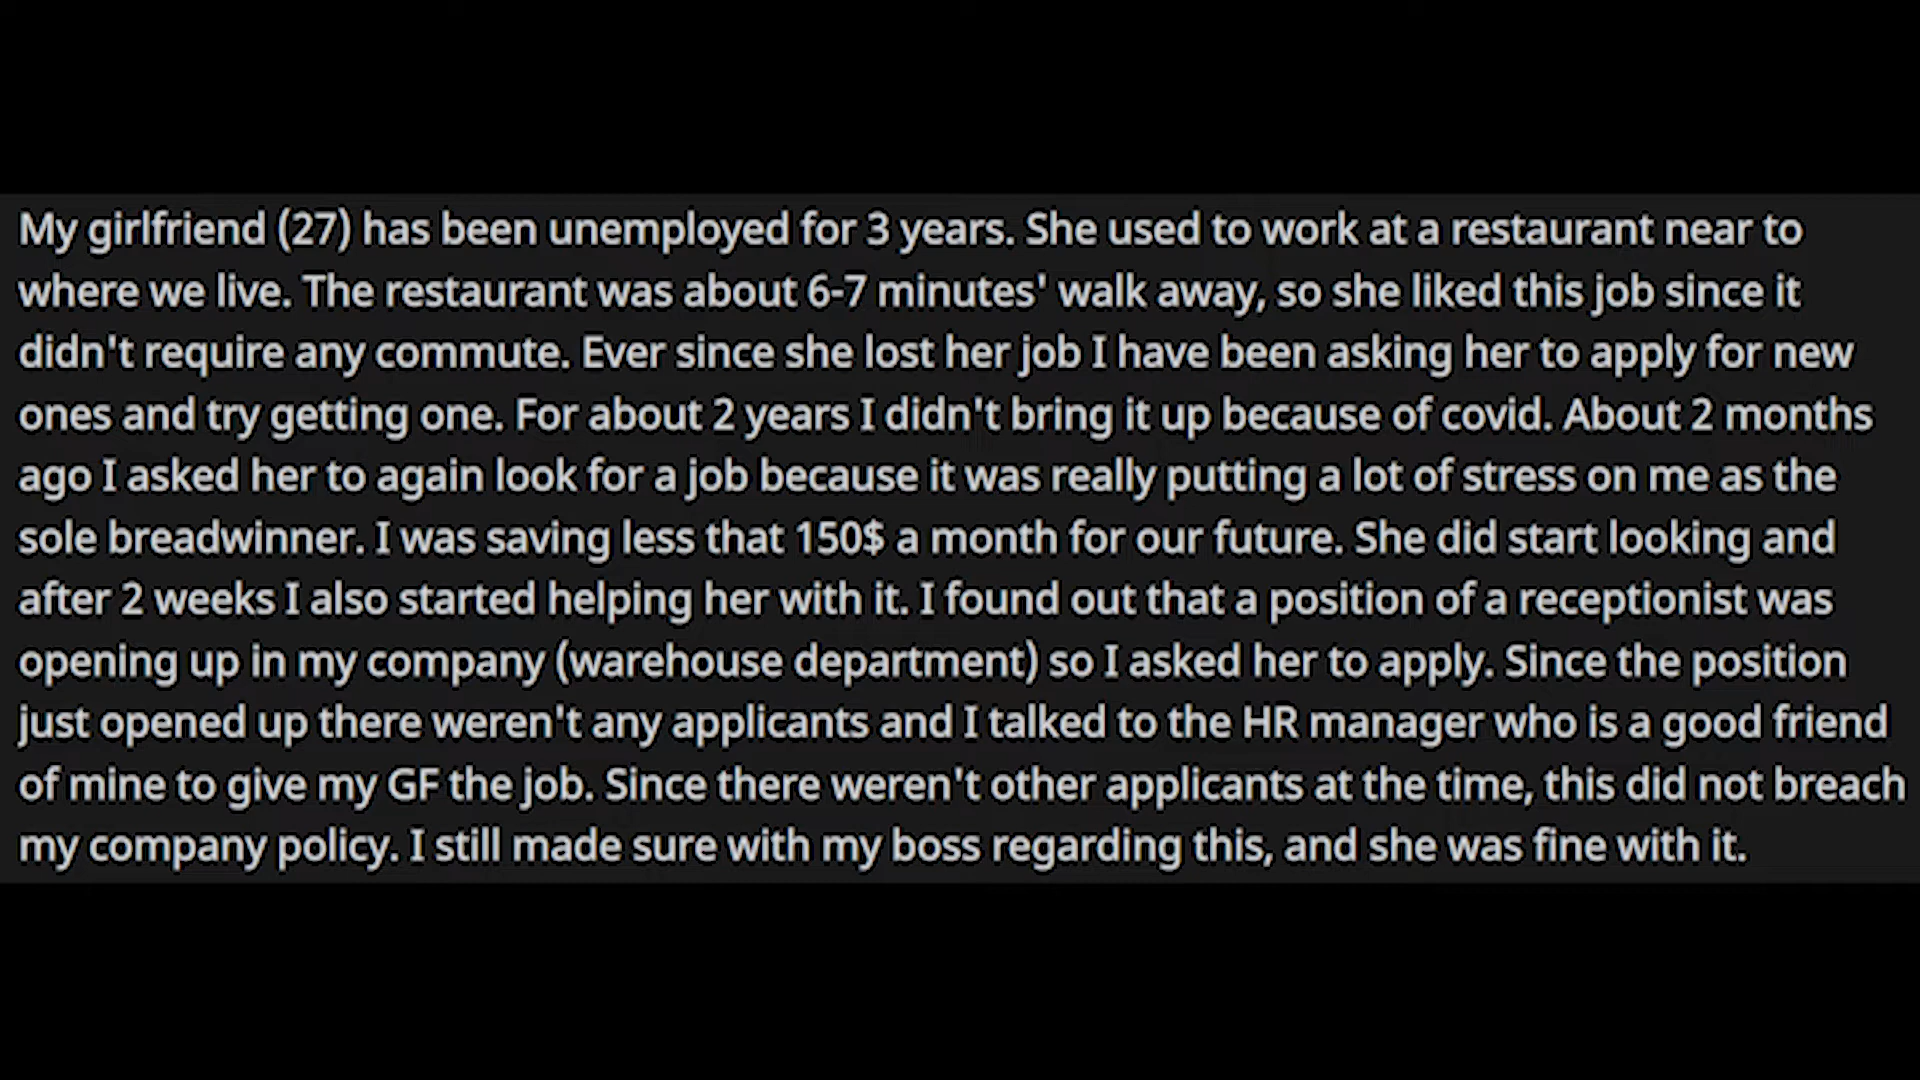 My girlfriend (27) has been unemployed for 3 years. She used to work at a restaurant near to
where we live. The restaurant was about 6-7 minutes' walk away, so she liked this job since it
didn't require any commute. Ever since she lost her job I have been asking her to apply for new
ones and try getting one. For about 2 years I didn't bring it up because of covid. About 2 months
ago I asked her to again look for a job because it was really putting a lot of stress on me as the
sole breadwinner. I was saving less that 150$ a month for our future. She did start looking and
after 2 weeks I also started helping her with it. I found out that a position of a receptionist was
opening up in my company (warehouse department) so I asked her to apply. Since the position
just opened up there weren't any applicants and I talked to the HR manager who is a good friend
of mine to give my GF the job. Since there weren't other applicants at the time, this did not breach
my company policy. I still made sure with my boss regarding this, and she was fine with it.